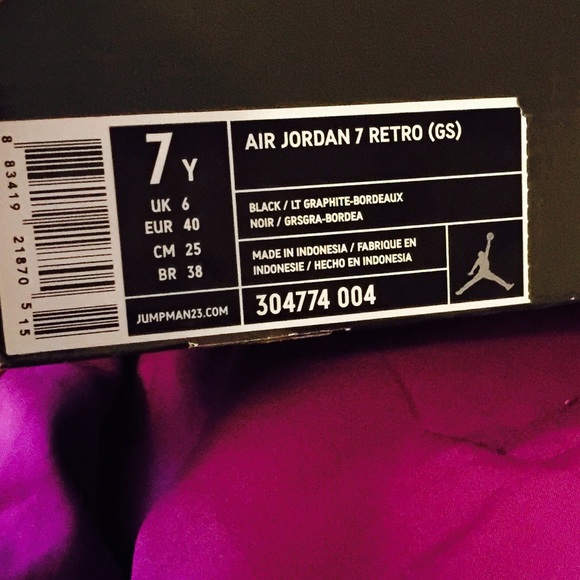 8 83419 21870 5 15
7 Y
UK 6
EUR 40
CM 25
BR 38
JUMPMAN23.COM
AIR JORDAN 7 RETRO (GS)
BLACK / LT GRAPHITE-BORDEAUX
NOIR / GRSGRA-BORDEA
MADE IN INDONESIA / FABRIQUE EN
INDONESIE / HECHO EN INDONESIA
304774 004